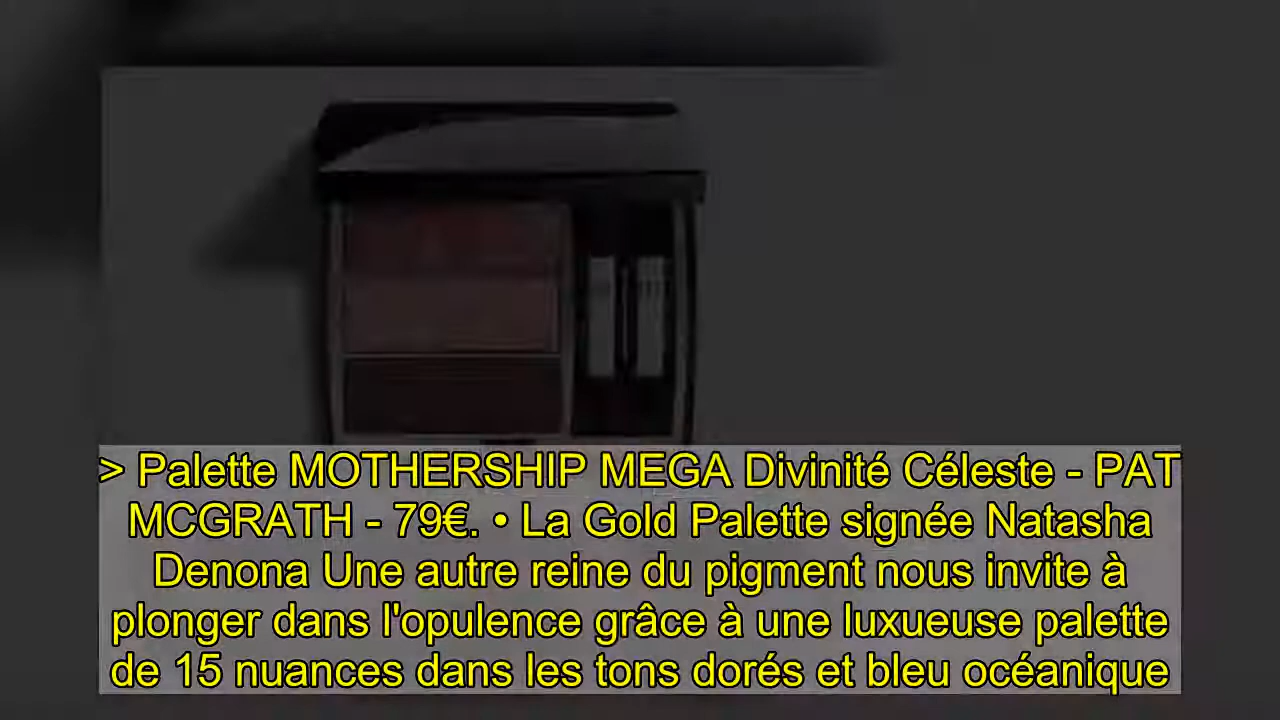 > Palette MOTHERSHIP MEGA Divinité Céleste - PAT
MCGRATH - 79€. • La Gold Palette signée Natasha
Denona Une autre reine du pigment nous invite à
plonger dans l'opulence grâce à une luxueuse palette
de 15 nuances dans les tons dorés et bleu océanique